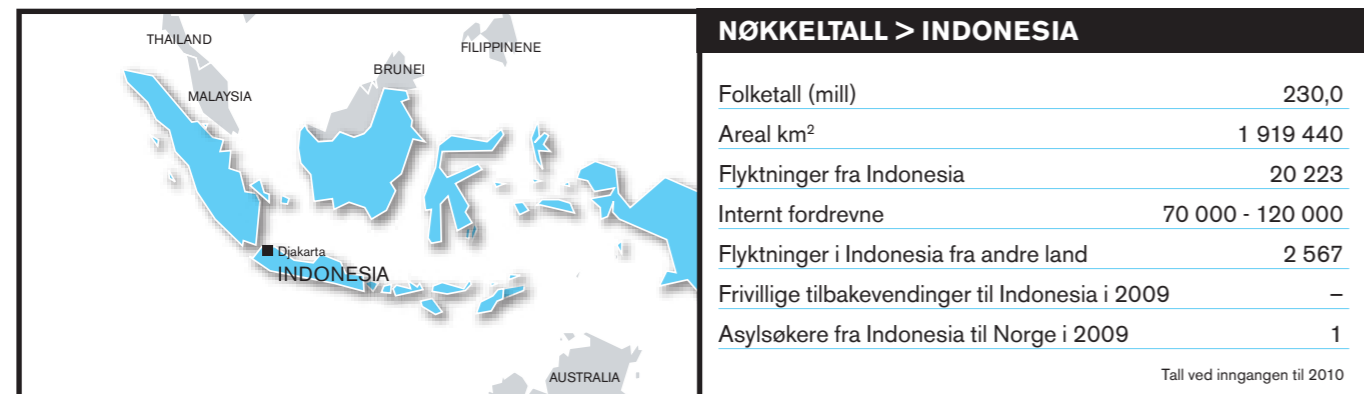 THAILAND
FILIPPINENE
BRUNEI
MALAYSIA
Djakarta
INDONESIA
AUSTRALIA
NØKKELTALL > INDONESIA
Folketall (mill) 230,0
Areal km² 1 919 440
Flyktninger fra Indonesia 20 223
Internt fordrevne 70 000 - 120 000
Flyktninger i Indonesia fra andre land 2 567
Frivillige tilbakevendinger til Indonesia i 2009 –
Asylsøkere fra Indonesia til Norge i 2009 1
Tall ved inngangen til 2010